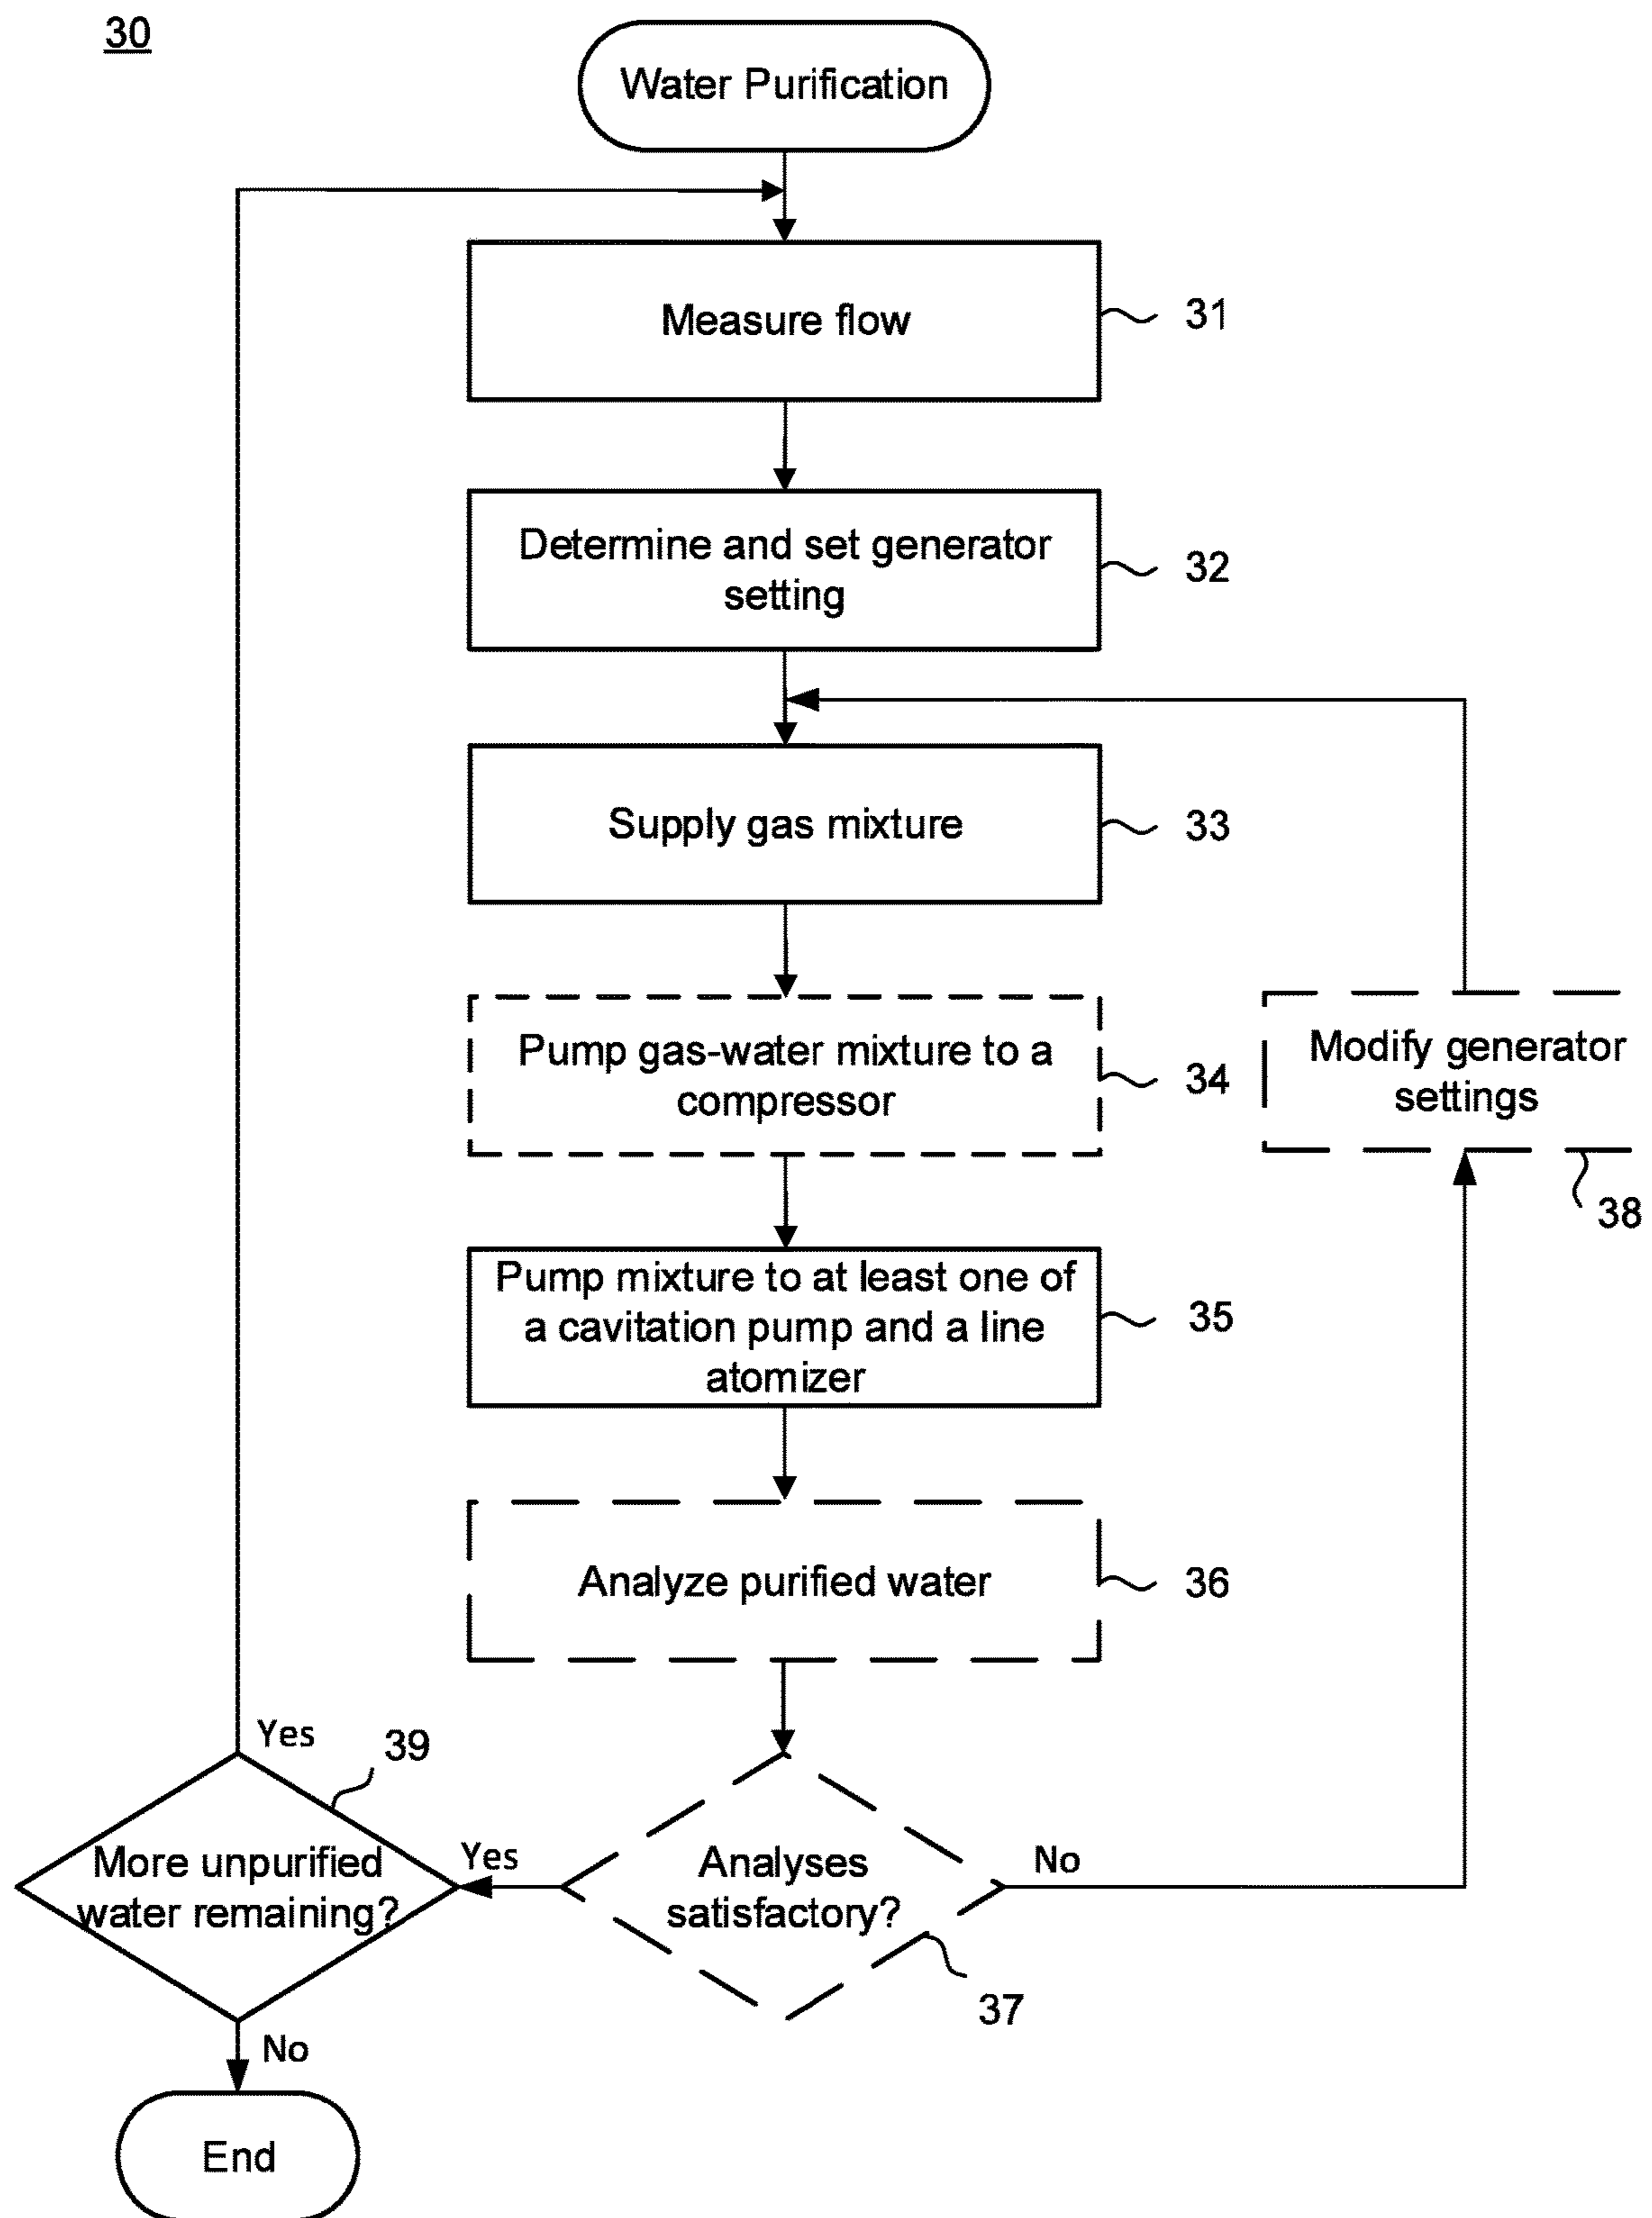 30
Water Purification
Measure flow
31
Determine and set generator
setting
32
Supply gas mixture
33
Pump gas-water mixture to a
compressor
34
Modify generator
settings
38
Pump mixture to at least one of
a cavitation pump and a line
atomizer
35
Analyze purified water
36
Yes
39
More unpurified
water remaining?
Yes
Analyses
satisfactory?
No
37
No
End